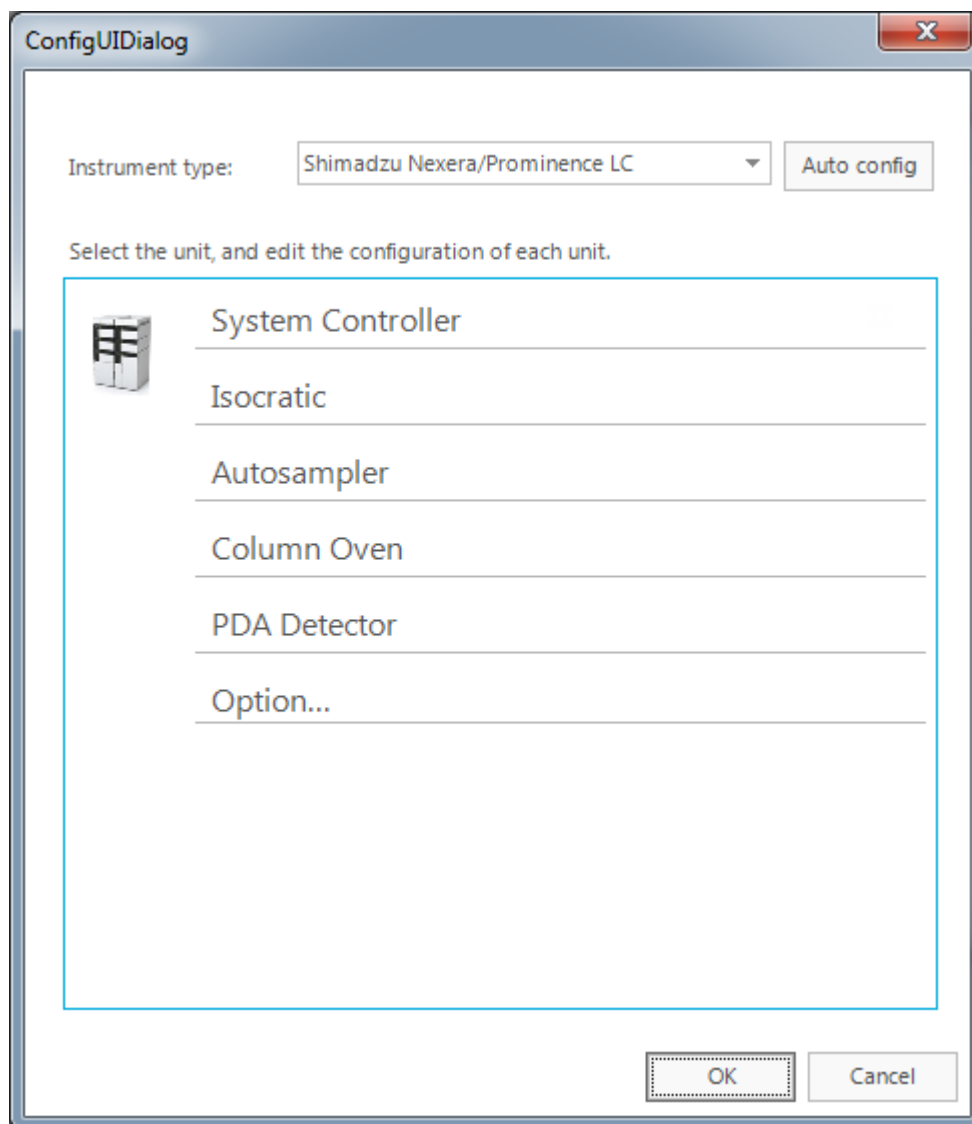 ConfigUIDialog
Instrument type: Shimadzu Nexera/Prominence LC Auto config
Select the unit, and edit the configuration of each unit.
System Controller
Isocratic
Autosampler
Column Oven
PDA Detector
Option...
OK Cancel